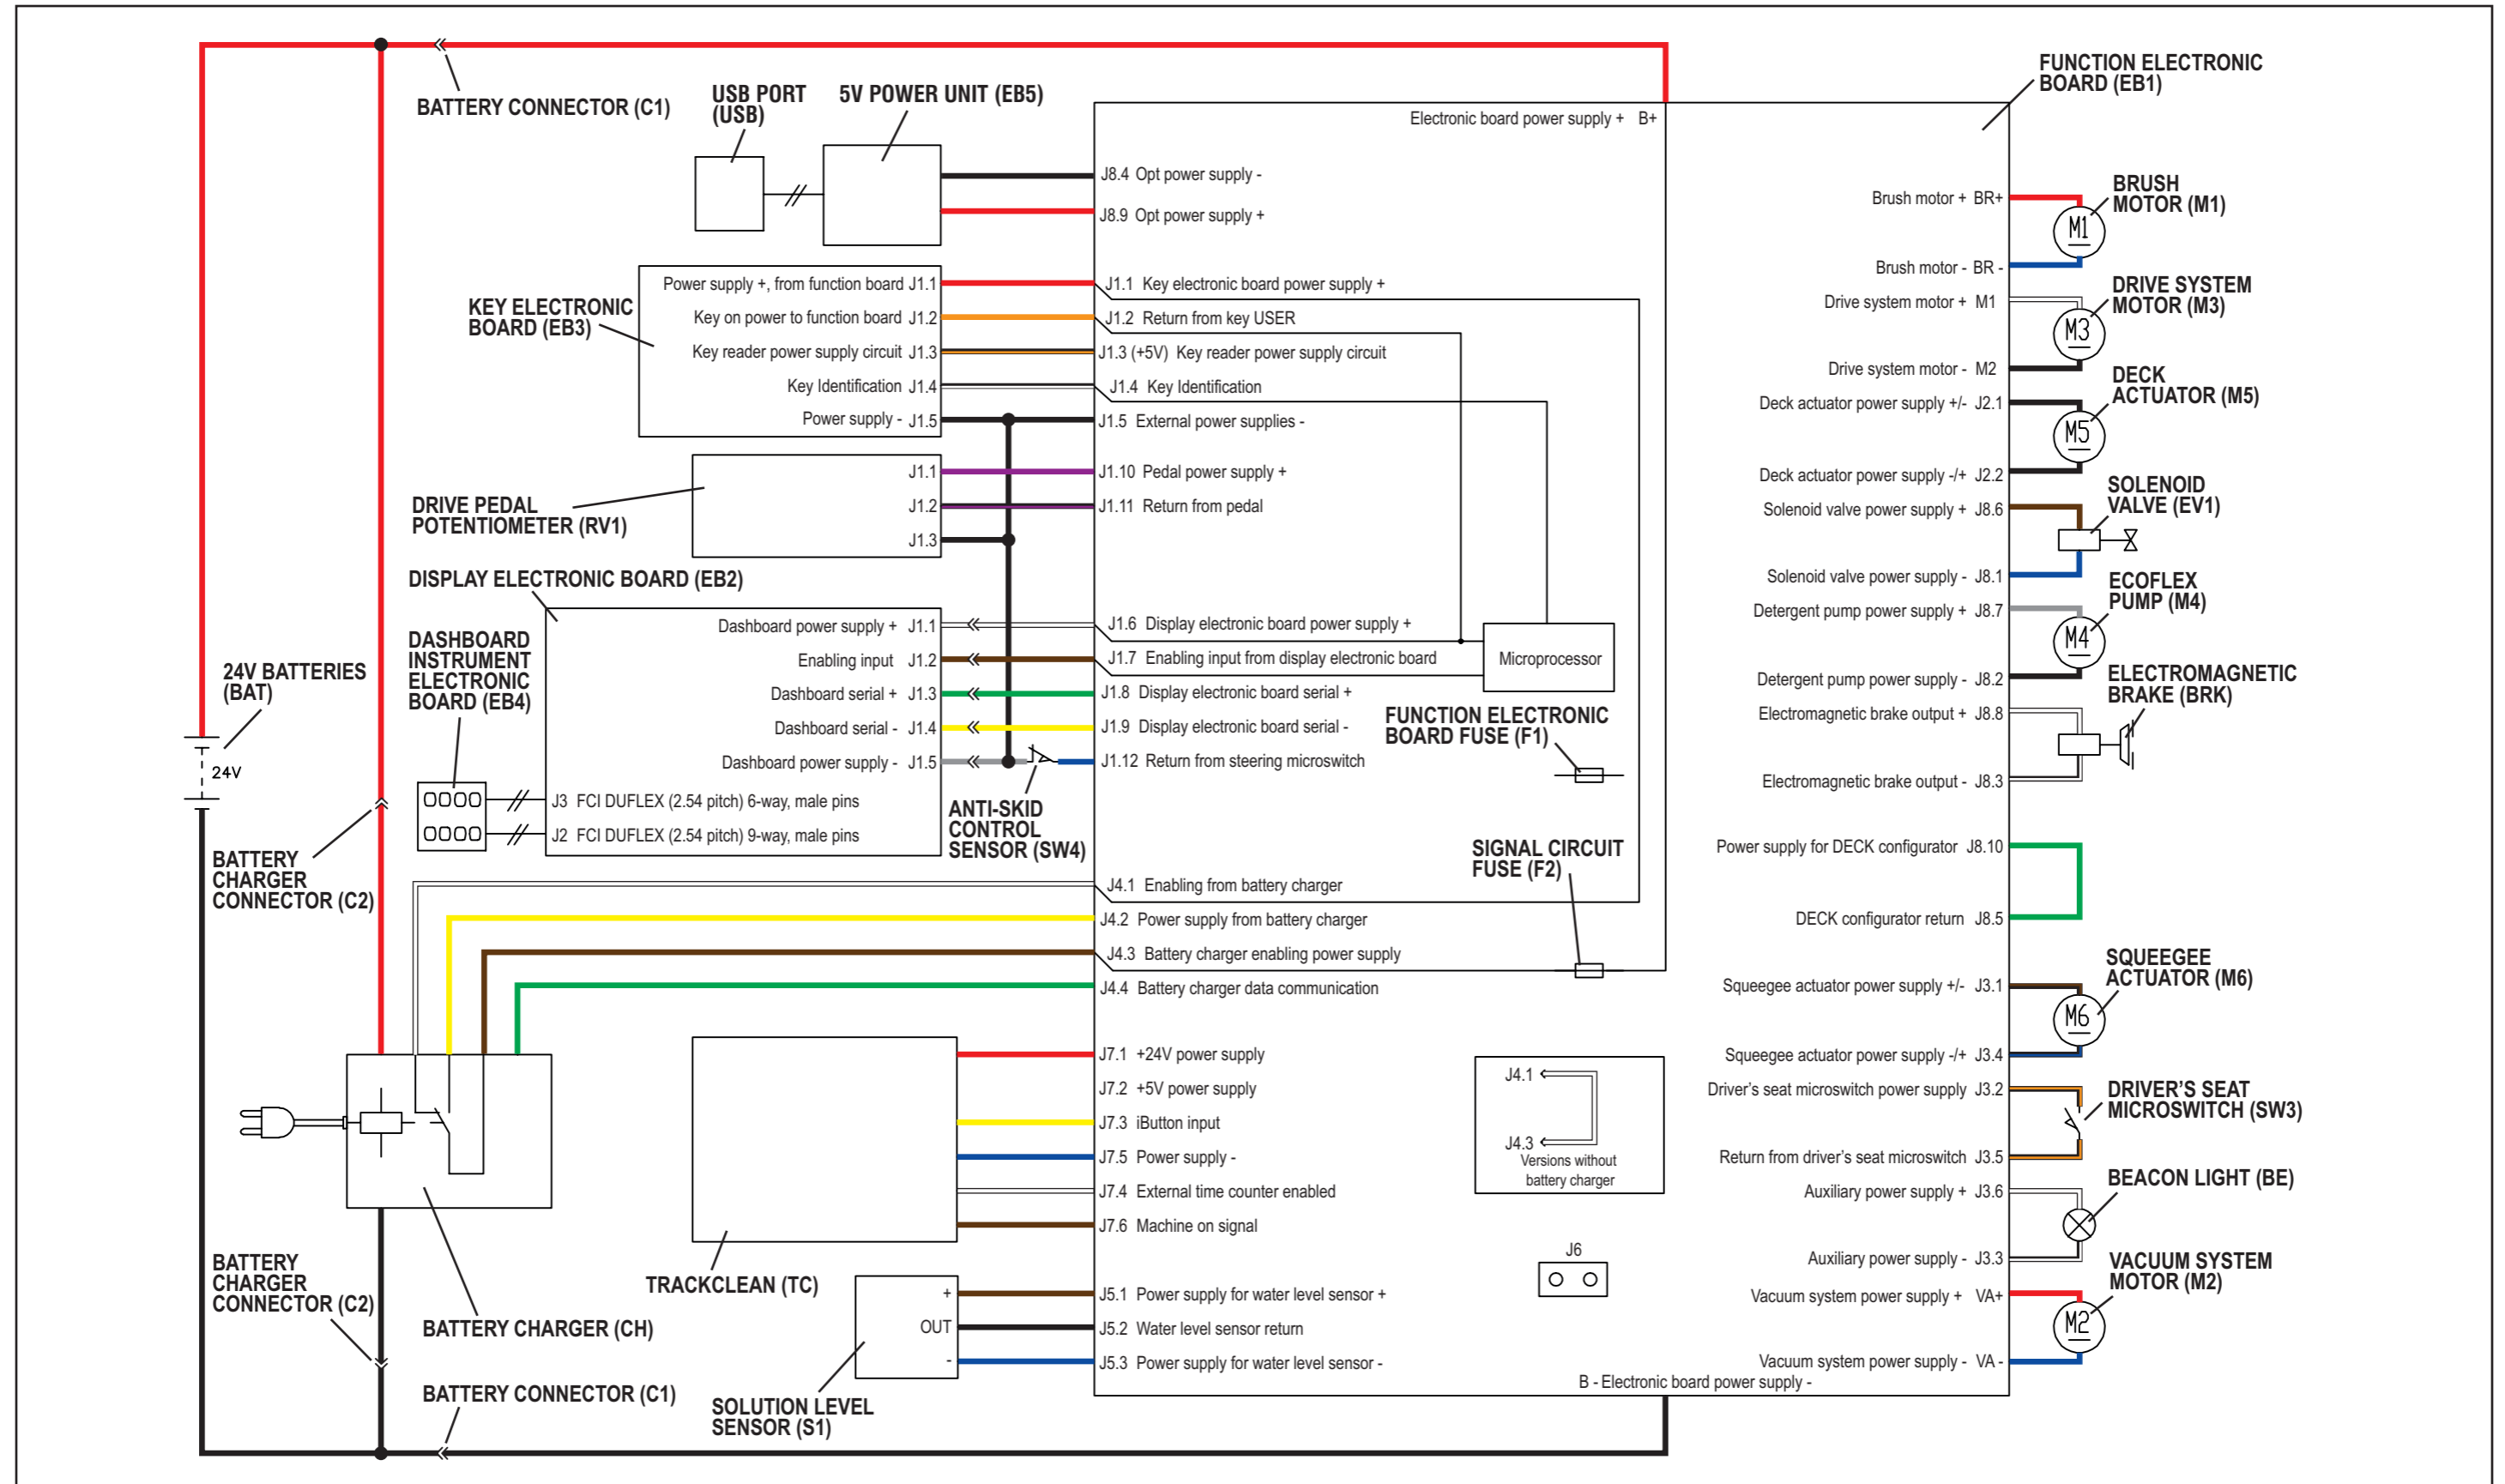 BATTERY CONNECTOR (C1)
USB PORT
(USB)
5V POWER UNIT (EB5)
FUNCTION ELECTRONIC
BOARD (EB1)
Electronic board power supply + B+
J8.4 Opt power supply -
J8.9 Opt power supply +
KEY ELECTRONIC
BOARD (EB3)
Power supply +, from function board J1.1
Key on power to function board J1.2
Key reader power supply circuit J1.3
Key Identification J1.4
Power supply - J1.5
J1.1 Key electronic board power supply +
J1.2 Return from key USER
J1.3 (+5V) Key reader power supply circuit
J1.4 Key Identification
J1.5 External power supplies -
DRIVE PEDAL
POTENTIOMETER (RV1)
J1.1
J1.2
J1.3
J1.10 Pedal power supply +
J1.11 Return from pedal
DISPLAY ELECTRONIC BOARD (EB2)
DASHBOARD
INSTRUMENT
ELECTRONIC
BOARD (EB4)
Dashboard power supply + J1.1
Enabling input J1.2
Dashboard serial + J1.3
Dashboard serial - J1.4
Dashboard power supply - J1.5
J3 FCI DUFLEX (2.54 pitch) 6-way, male pins
J2 FCI DUFLEX (2.54 pitch) 9-way, male pins
J1.6 Display electronic board power supply +
J1.7 Enabling input from display electronic board
J1.8 Display electronic board serial +
J1.9 Display electronic board serial -
J1.12 Return from steering microswitch
Microprocessor
FUNCTION ELECTRONIC
BOARD FUSE (F1)
ANTI-SKID
CONTROL
SENSOR (SW4)
SIGNAL CIRCUIT
FUSE (F2)
24V BATTERIES
(BAT)
24V
BATTERY
CHARGER
CONNECTOR (C2)
J4.1 Enabling from battery charger
J4.2 Power supply from battery charger
J4.3 Battery charger enabling power supply
J4.4 Battery charger data communication
J7.1 +24V power supply
J7.2 +5V power supply
J7.3 iButton input
J7.5 Power supply -
J7.4 External time counter enabled
J7.6 Machine on signal
TRACKCLEAN (TC)
J4.1
J4.3
Versions without
battery charger
J6
BATTERY
CHARGER
CONNECTOR (C2)
BATTERY CHARGER (CH)
BATTERY CONNECTOR (C1)
+
OUT
-
J5.1 Power supply for water level sensor +
J5.2 Water level sensor return
J5.3 Power supply for water level sensor -
SOLUTION LEVEL
SENSOR (S1)
B - Electronic board power supply -
Brush motor + BR+
Brush motor - BR -
M1
BRUSH
MOTOR (M1)
Drive system motor + M1
Drive system motor - M2
M3
DRIVE SYSTEM
MOTOR (M3)
Deck actuator power supply +/- J2.1
Deck actuator power supply -/+ J2.2
M5
DECK
ACTUATOR (M5)
Solenoid valve power supply + J8.6
Solenoid valve power supply - J8.1
SOLENOID
VALVE (EV1)
Detergent pump power supply + J8.7
Detergent pump power supply - J8.2
M4
ECOFLEX
PUMP (M4)
Electromagnetic brake output + J8.8
Electromagnetic brake output - J8.3
ELECTROMAGNETIC
BRAKE (BRK)
Power supply for DECK configurator J8.10
DECK configurator return J8.5
Squeegee actuator power supply +/- J3.1
Squeegee actuator power supply -/+ J3.4
M6
SQUEEGEE
ACTUATOR (M6)
Driver's seat microswitch power supply J3.2
Return from driver's seat microswitch J3.5
DRIVER'S SEAT
MICROSWITCH (SW3)
Auxiliary power supply + J3.6
Auxiliary power supply - J3.3
BEACON LIGHT (BE)
Vacuum system power supply + VA+
Vacuum system power supply - VA -
M2
VACUUM SYSTEM
MOTOR (M2)